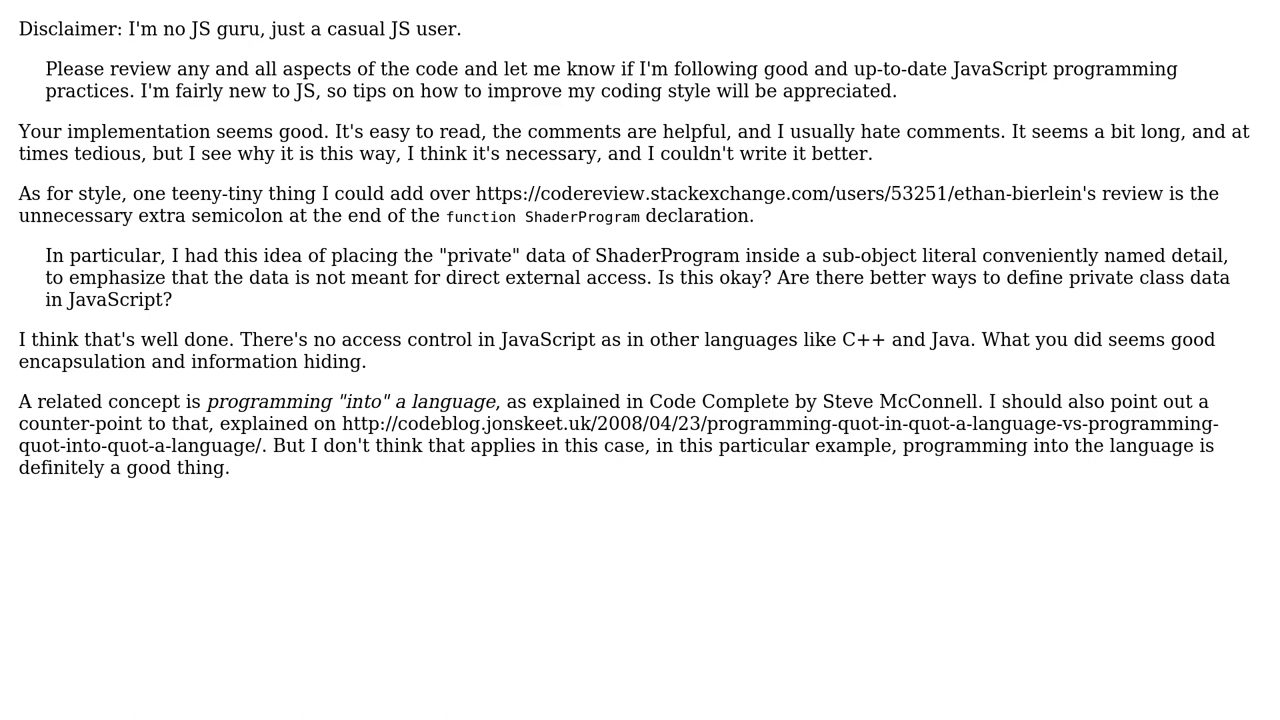 Disclaimer: I'm no JS guru, just a casual JS user.
Please review any and all aspects of the code and let me know if I'm following good and up-to-date JavaScript programming
practices. I'm fairly new to JS, so tips on how to improve my coding style will be appreciated.
Your implementation seems good. It's easy to read, the comments are helpful, and I usually hate comments. It seems a bit long, and at
times tedious, but I see why it is this way, I think it's necessary, and I couldn't write it better.
As for style, one teeny-tiny thing I could add over https://codereview.stackexchange.com/users/53251/ethan-bierlein's review is the
unnecessary extra semicolon at the end of the function ShaderProgram declaration.
In particular, I had this idea of placing the "private" data of ShaderProgram inside a sub-object literal conveniently named detail,
to emphasize that the data is not meant for direct external access. Is this okay? Are there better ways to define private class data
in JavaScript?
I think that's well done. There's no access control in JavaScript as in other languages like C++ and Java. What you did seems good
encapsulation and information hiding.
A related concept is programming "into" a language, as explained in Code Complete by Steve McConnell. I should also point out a
counter-point to that, explained on http://codeblog.jonskeet.uk/2008/04/23/programming-quot-in-quot-a-language-vs-programming-
quot-into-quot-a-language/. But I don't think that applies in this case, in this particular example, programming into the language is
definitely a good thing.